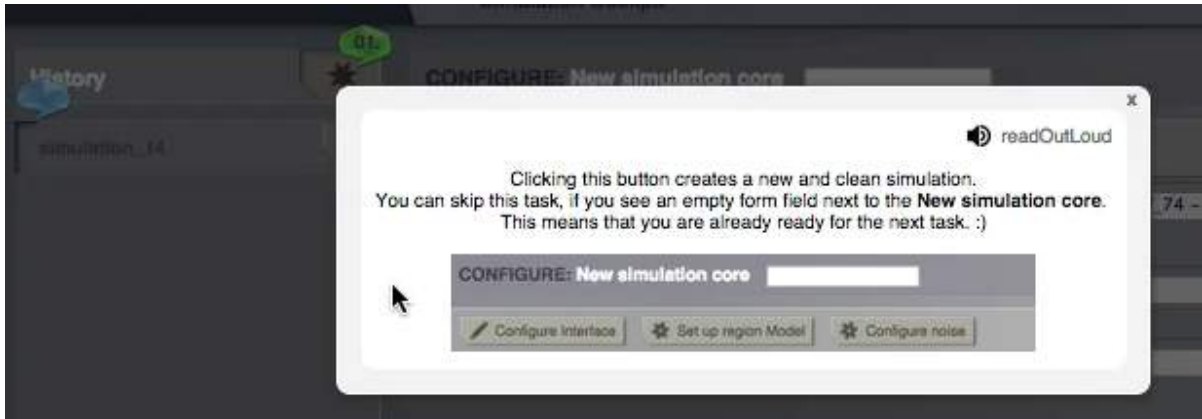 01.
History
CONFIGURE: New simulation core
simulation_14
x
readOutLoud
Clicking this button creates a new and clean simulation.
You can skip this task, if you see an empty form field next to the New simulation core.
This means that you are already ready for the next task. :)
74 -
CONFIGURE: New simulation core
Configure Interface
Set up region Model
Configure noise